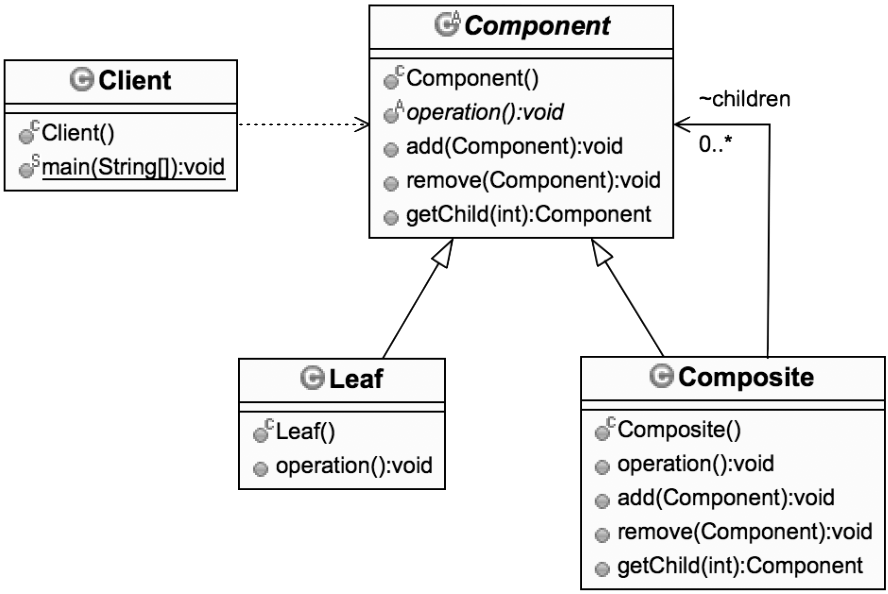 Component
Component()
operation():void
add(Component):void
remove(Component):void
getChild(int):Component
Client
Client()
main(String[]):void
~children
0..*
Leaf
Leaf()
operation():void
Composite
Composite()
operation():void
add(Component):void
remove(Component):void
getChild(int):Component